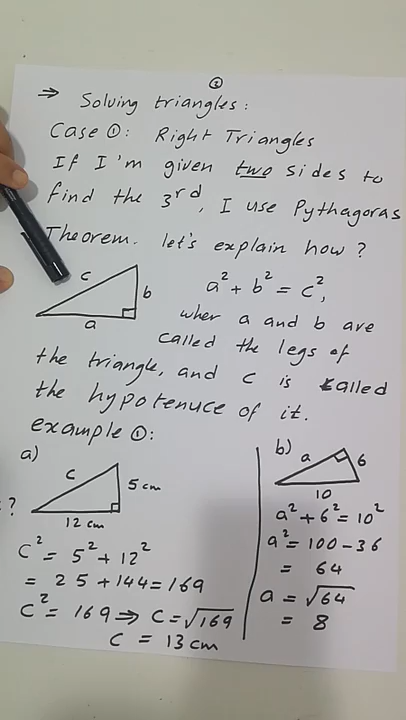 ②
⇒ Solving triangles:
Case ①: Right Triangles
If I'm given two sides to
find the 3rd, I use Pythagoras
Theorem. let's explain how?
c
b
a
a² + b² = c²,
wher a and b are
called the legs of
the triangle, and c is called
the hypotenuce of it.
example ①:
a)
c
5 cm
?
12 cm
c² = 5² + 12²
= 25 + 144 = 169
c² = 169 ⇒ c = √169
c = 13 cm
b)
a
6
10
a² + 6² = 10²
a² = 100 - 36
= 64
a = √64
= 8